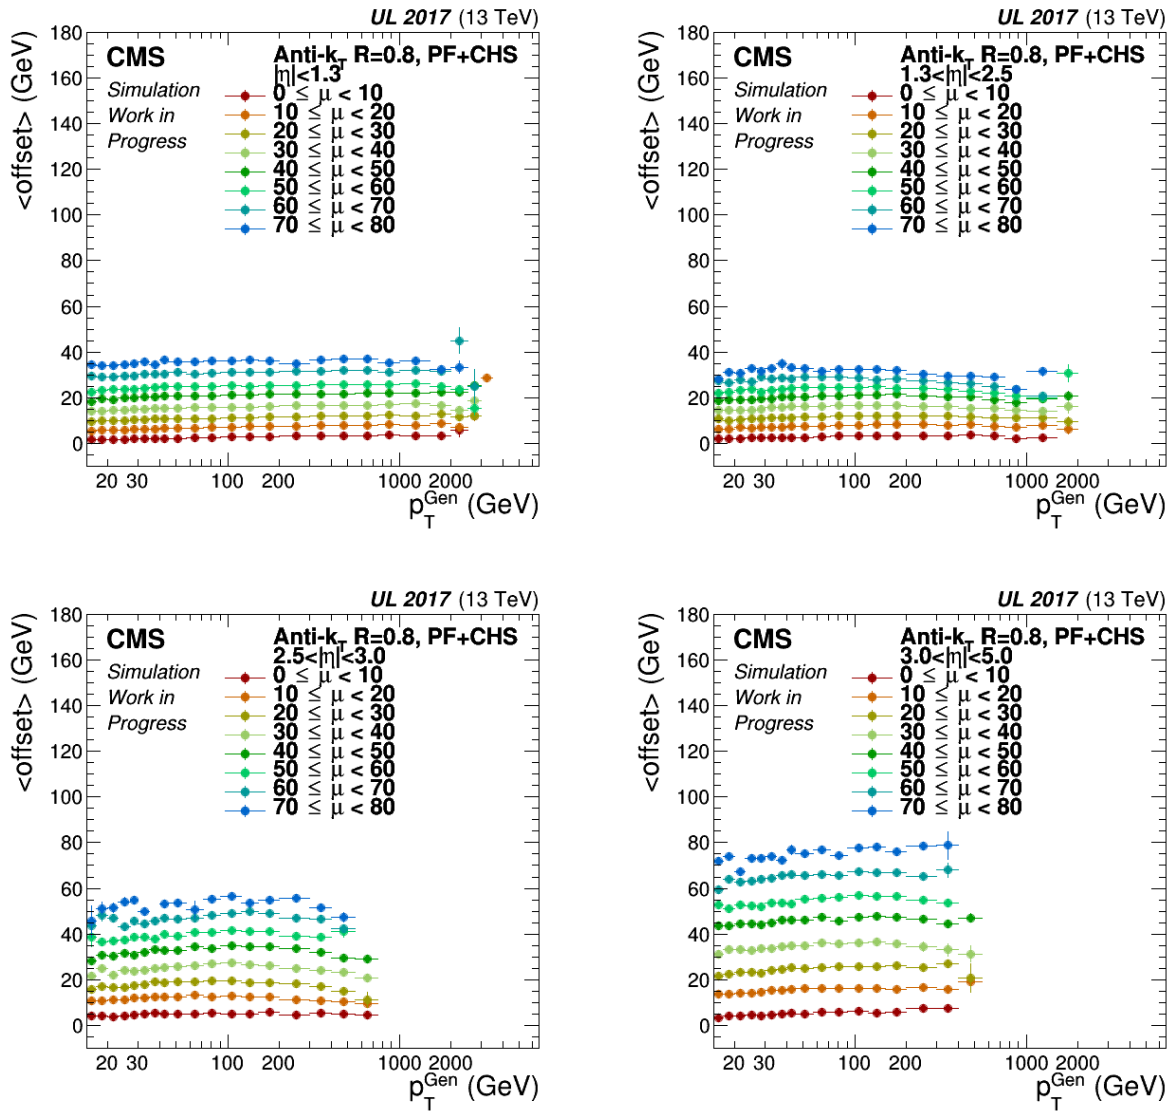 UL 2017 (13 TeV)
<offset> (GeV)
180
160
140
120
100
80
60
40
20
0
CMS
Simulation
Work in
Progress
Anti-k_T R=0.8, PF+CHS
|η|<1.3
0 ≤ μ < 10
10 ≤ μ < 20
20 ≤ μ < 30
30 ≤ μ < 40
40 ≤ μ < 50
50 ≤ μ < 60
60 ≤ μ < 70
70 ≤ μ < 80
20 30 100 200 1000 2000
p_T^Gen (GeV)
UL 2017 (13 TeV)
<offset> (GeV)
180
160
140
120
100
80
60
40
20
0
CMS
Simulation
Work in
Progress
Anti-k_T R=0.8, PF+CHS
1.3<|η|<2.5
0 ≤ μ < 10
10 ≤ μ < 20
20 ≤ μ < 30
30 ≤ μ < 40
40 ≤ μ < 50
50 ≤ μ < 60
60 ≤ μ < 70
70 ≤ μ < 80
20 30 100 200 1000 2000
p_T^Gen (GeV)
UL 2017 (13 TeV)
<offset> (GeV)
180
160
140
120
100
80
60
40
20
0
CMS
Simulation
Work in
Progress
Anti-k_T R=0.8, PF+CHS
2.5<|η|<3.0
0 ≤ μ < 10
10 ≤ μ < 20
20 ≤ μ < 30
30 ≤ μ < 40
40 ≤ μ < 50
50 ≤ μ < 60
60 ≤ μ < 70
70 ≤ μ < 80
20 30 100 200 1000 2000
p_T^Gen (GeV)
UL 2017 (13 TeV)
<offset> (GeV)
180
160
140
120
100
80
60
40
20
0
CMS
Simulation
Work in
Progress
Anti-k_T R=0.8, PF+CHS
3.0<|η|<5.0
0 ≤ μ < 10
10 ≤ μ < 20
20 ≤ μ < 30
30 ≤ μ < 40
40 ≤ μ < 50
50 ≤ μ < 60
60 ≤ μ < 70
70 ≤ μ < 80
20 30 100 200 1000 2000
p_T^Gen (GeV)